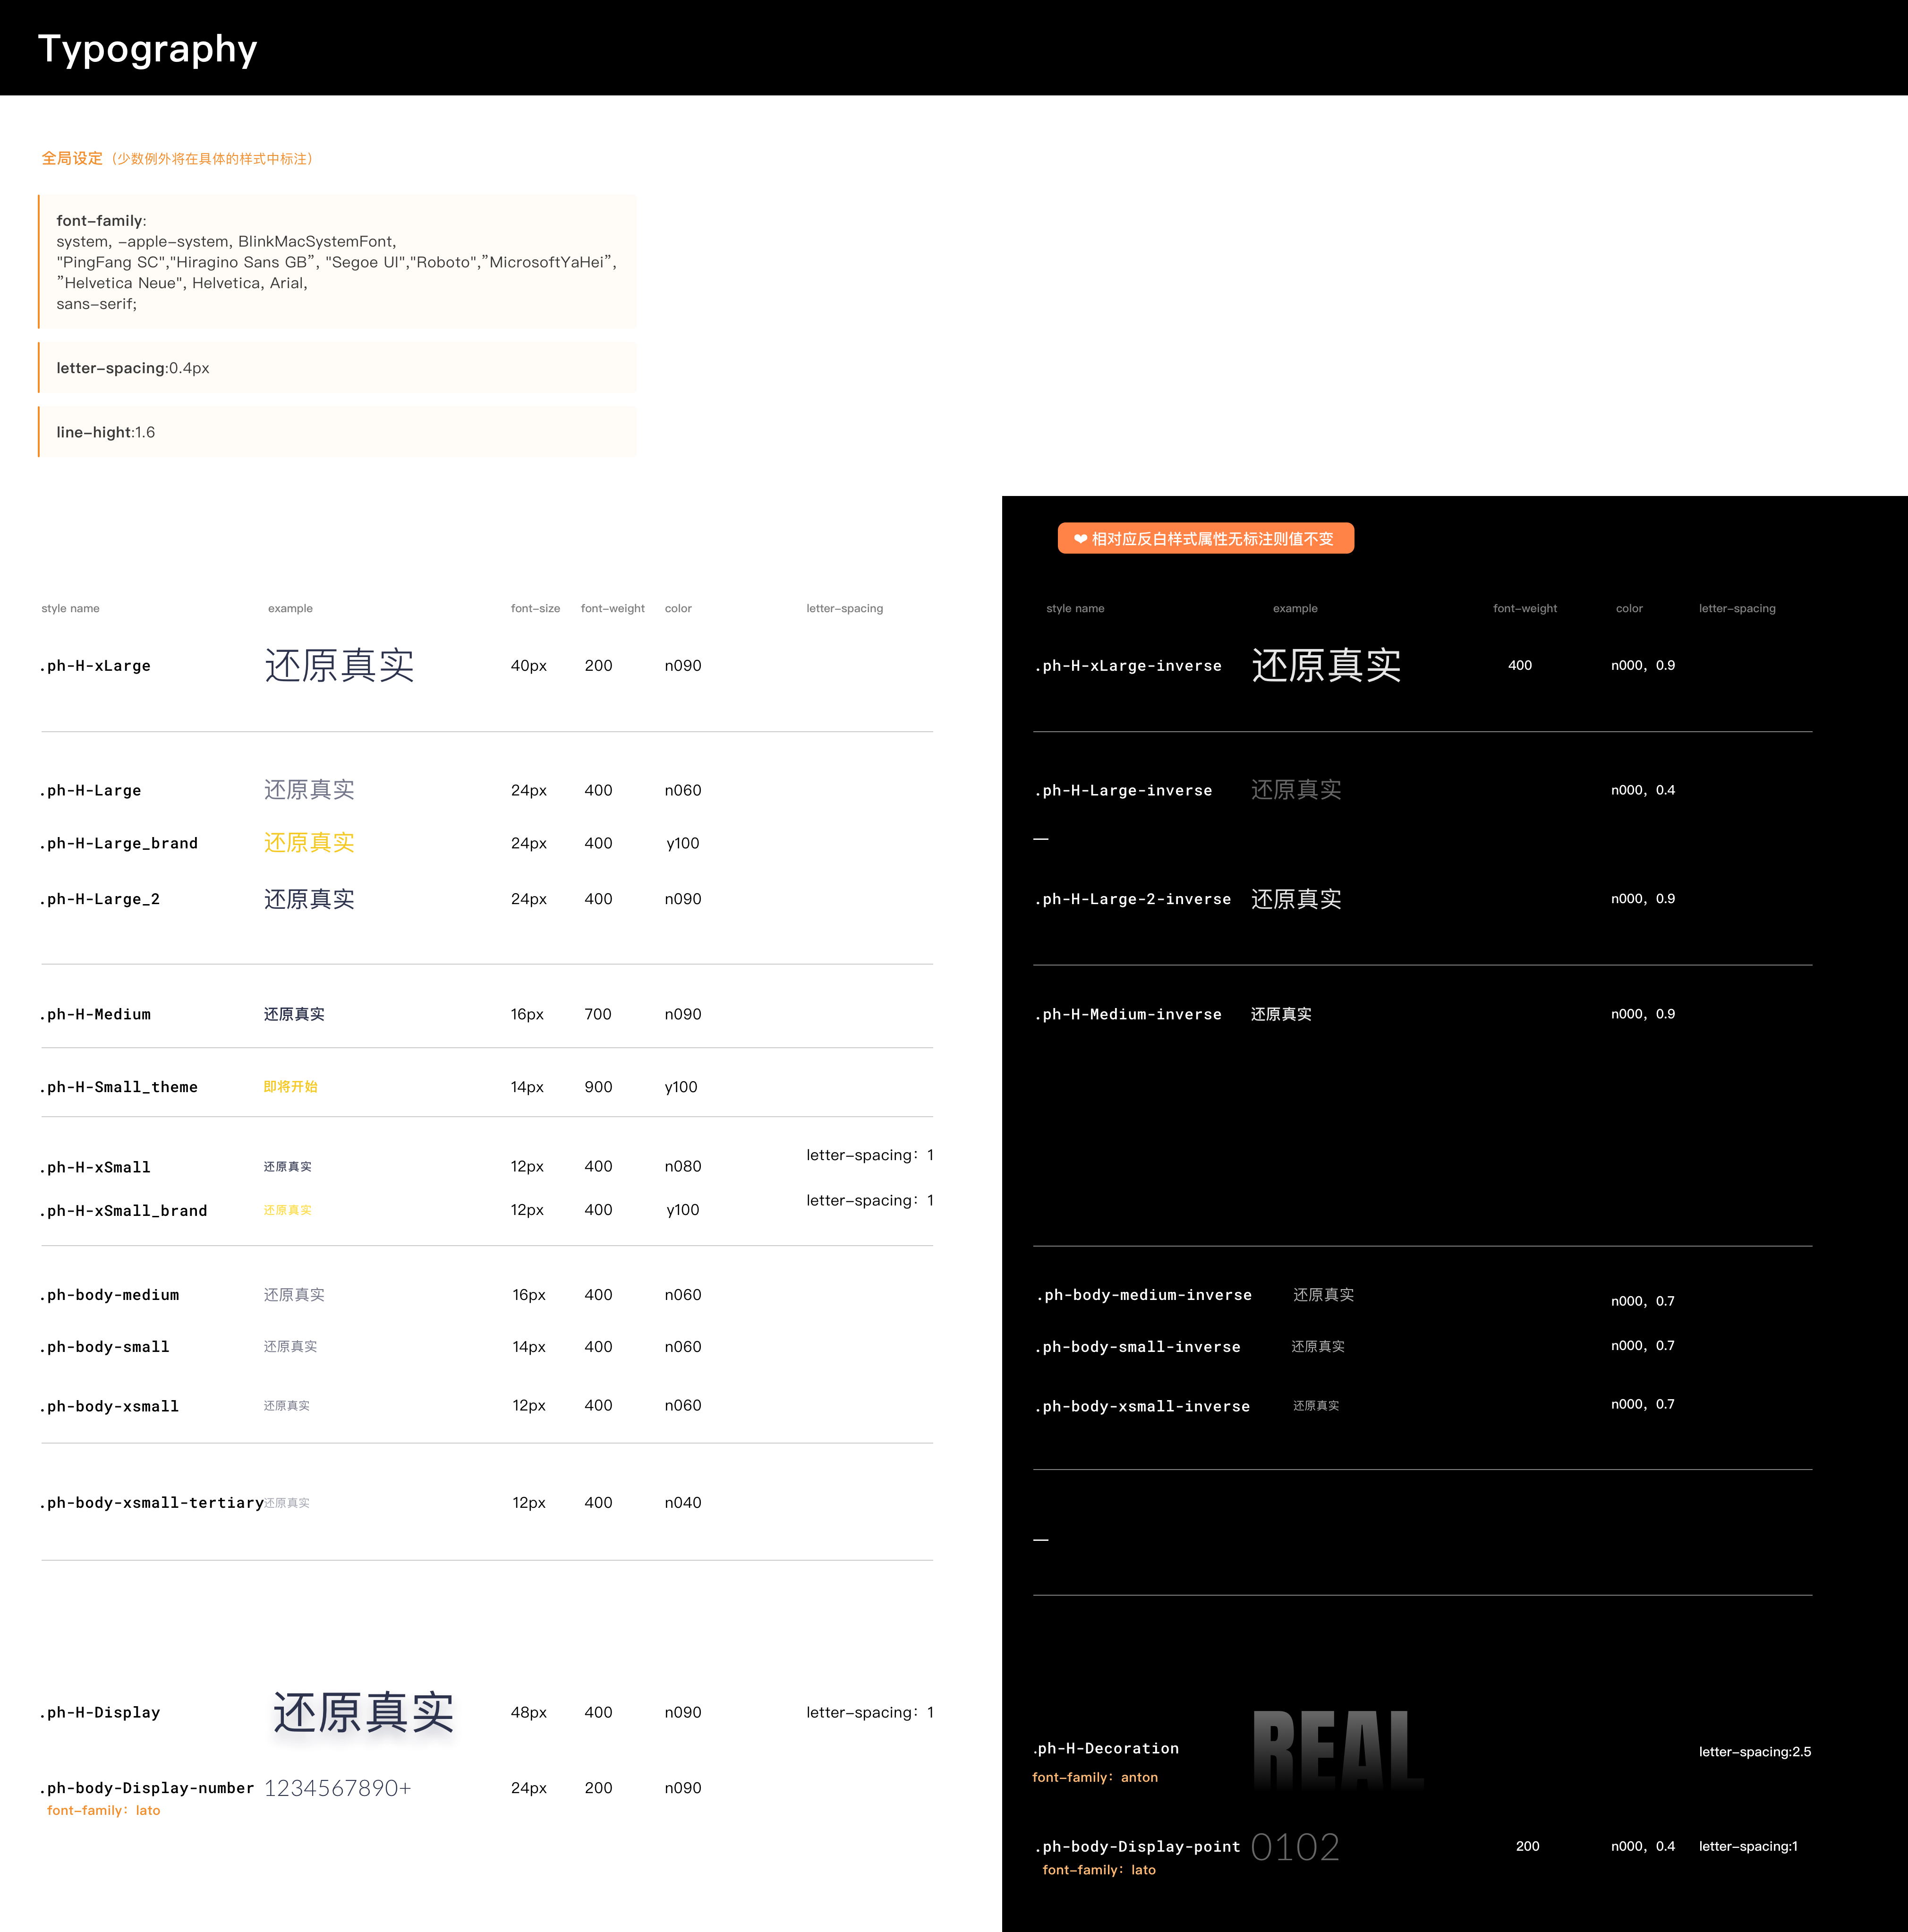 Typography
全局设定（少数例外将在具体的样式中标注）
font-family:
system, -apple-system, BlinkMacSystemFont,
"PingFang SC","Hiragino Sans GB”, "Segoe UI","Roboto",”MicrosoftYaHei”,
”Helvetica Neue", Helvetica, Arial,
sans-serif;
letter-spacing:0.4px
line-hight:1.6
style name example font-size font-weight color letter-spacing
.ph-H-xLarge 还原真实 40px 200 n090
.ph-H-Large 还原真实 24px 400 n060
.ph-H-Large_brand 还原真实 24px 400 y100
.ph-H-Large_2 还原真实 24px 400 n090
.ph-H-Medium 还原真实 16px 700 n090
.ph-H-Small_theme 即将开始 14px 900 y100
.ph-H-xSmall 还原真实 12px 400 n080 letter-spacing：1
.ph-H-xSmall_brand 还原真实 12px 400 y100 letter-spacing：1
.ph-body-medium 还原真实 16px 400 n060
.ph-body-small 还原真实 14px 400 n060
.ph-body-xsmall 还原真实 12px 400 n060
.ph-body-xsmall-tertiary 还原真实 12px 400 n040
.ph-H-Display 还原真实 48px 400 n090 letter-spacing：1
.ph-body-Display-number 1234567890+ 24px 200 n090
font-family：lato
❤ 相对应反白样式属性无标注则值不变
style name example font-weight color letter-spacing
.ph-H-xLarge-inverse 还原真实 400 n000，0.9
.ph-H-Large-inverse 还原真实 n000，0.4
—
.ph-H-Large-2-inverse 还原真实 n000，0.9
.ph-H-Medium-inverse 还原真实 n000，0.9
.ph-body-medium-inverse 还原真实 n000，0.7
.ph-body-small-inverse 还原真实 n000，0.7
.ph-body-xsmall-inverse 还原真实 n000，0.7
—
.ph-H-Decoration REAL letter-spacing:2.5
font-family：anton
.ph-body-Display-point 0102 200 n000，0.4 letter-spacing:1
font-family：lato